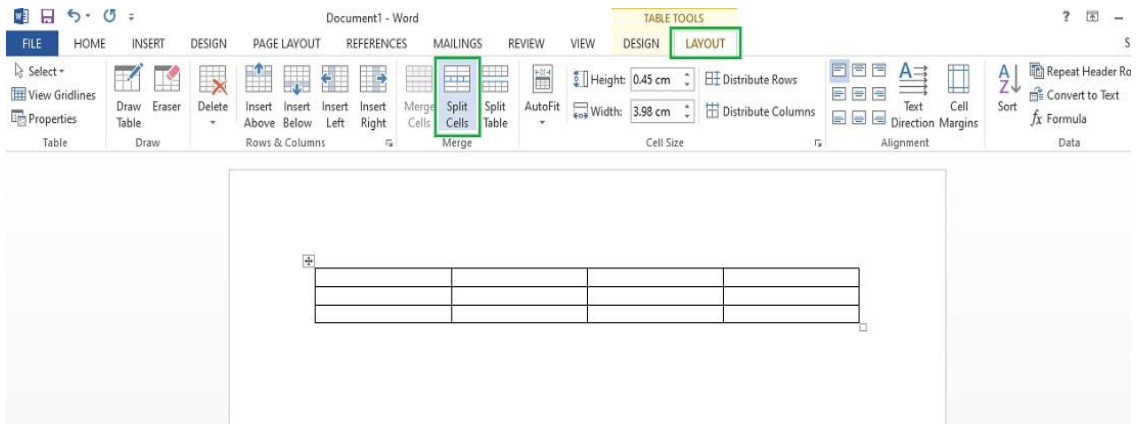 Document1 - Word
TABLE TOOLS
?
FILE HOME INSERT DESIGN PAGE LAYOUT REFERENCES MAILINGS REVIEW VIEW DESIGN LAYOUT S
Select
View Gridlines
Properties
Table
Draw Table
Eraser
Draw
Delete
Insert Above
Insert Below
Insert Left
Insert Right
Rows & Columns
Merge Cells
Split Cells
Split Table
Merge
AutoFit
Height: 0.45 cm
Width: 3.98 cm
Distribute Rows
Distribute Columns
Cell Size
Text Direction
Cell Margins
Alignment
Sort
Repeat Header Ro
Convert to Text
fx Formula
Data